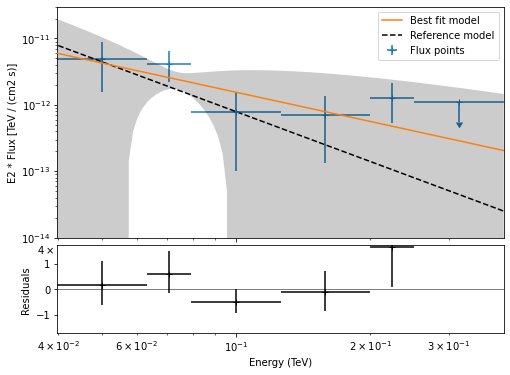 Best fit model
Reference model
Flux points
E2 * Flux [TeV / (cm2 s)]
10⁻¹¹
10⁻¹²
10⁻¹³
10⁻¹⁴
4 ×
Residuals
1
0
−1
4 × 10⁻²
6 × 10⁻²
10⁻¹
2 × 10⁻¹
3 × 10⁻¹
Energy (TeV)